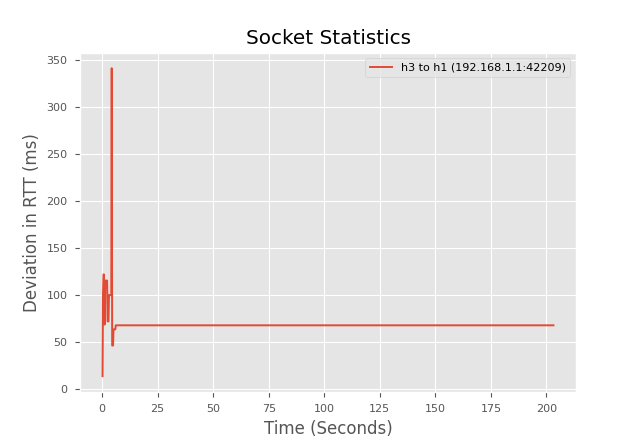 Socket Statistics
h3 to h1 (192.168.1.1:42209)
350
300
250
200
150
100
50
0
Deviation in RTT (ms)
0 25 50 75 100 125 150 175 200
Time (Seconds)